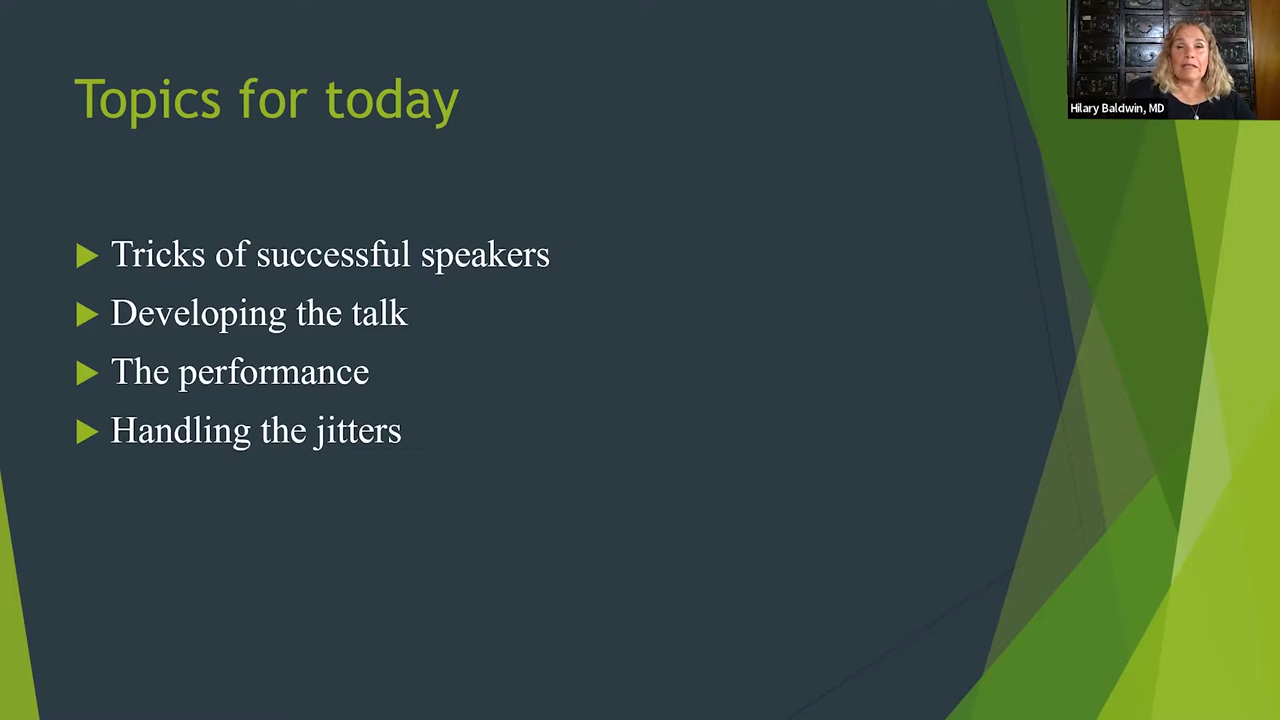 Topics for today
Hilary Baldwin, MD
Tricks of successful speakers
Developing the talk
The performance
Handling the jitters